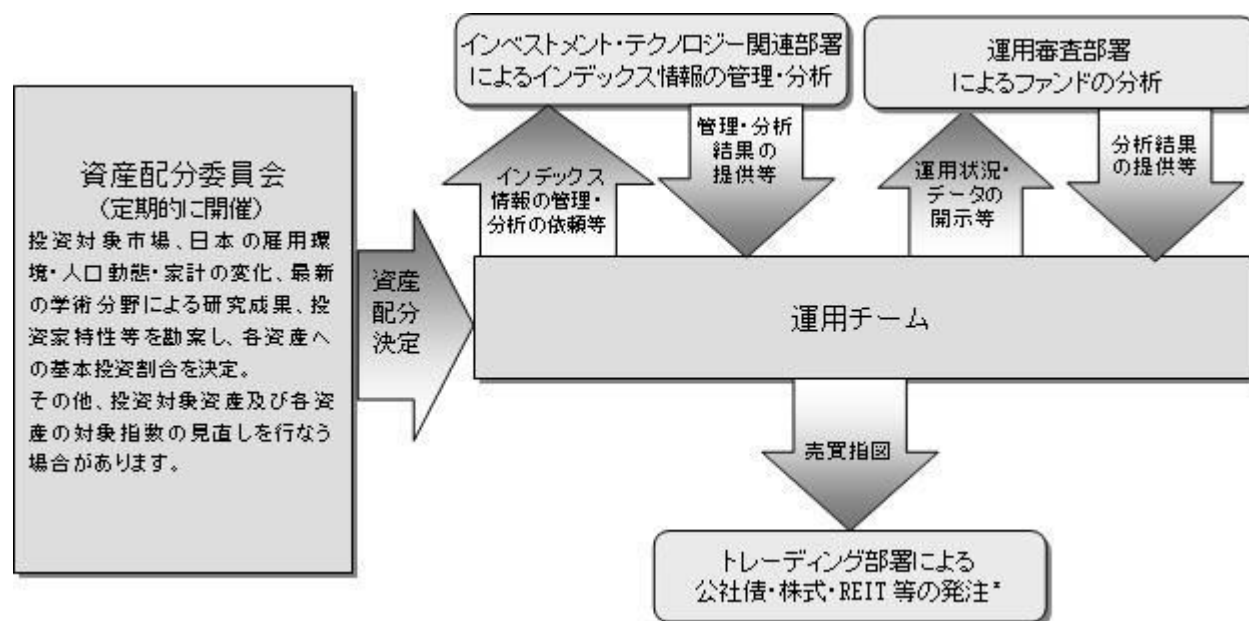 資産配分委員会
(定期的に開催)
投資対象市場、日本の雇用環
境・人口動態・家計の変化、最新
の学術分野による研究成果、投
資家特性等を勘案し、各資産へ
の基本投資割合を決定。
その他、投資対象資産及び各資
産の対象指数の見直しを行なう
場合があります。
資産
配分
決定
インベストメント・テクノロジー関連部署
によるインデックス情報の管理・分析
インデックス
情報の管理・
分析の依頼等
管理・分析
結果の
提供等
運用審査部署
によるファンドの分析
運用状況・
データの
開示等
分析結果
の提供等
運用チーム
売買指図
トレーディング部署による
公社債・株式・REIT等の発注*